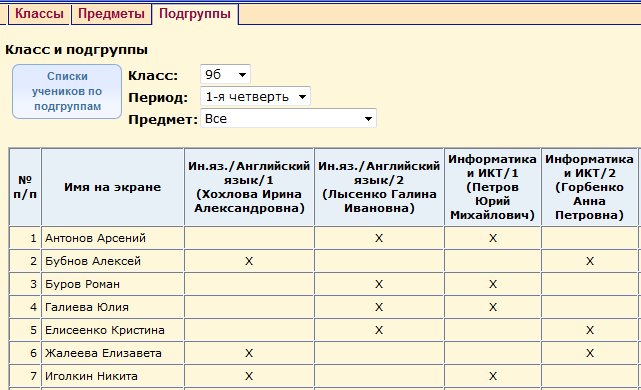 Классы Предметы Подгруппы
Класс и подгруппы
Списки
учеников по
подгруппам
Класс: 9б
Период: 1-я четверть
Предмет: Все
№
п/п
Имя на экране
Ин.яз./Английский
язык/1
(Хохлова Ирина
Александровна)
Ин.яз./Английский
язык/2
(Лысенко Галина
Ивановна)
Информатика
и ИКТ/1
(Петров
Юрий
Михайлович)
Информатика
и ИКТ/2
(Горбенко
Анна
Петровна)
1 Антонов Арсений X X
2 Бубнов Алексей X X
3 Буров Роман X X
4 Галиева Юлия X X
5 Елисеенко Кристина X X
6 Жалеева Елизавета X X
7 Иголкин Никита X X